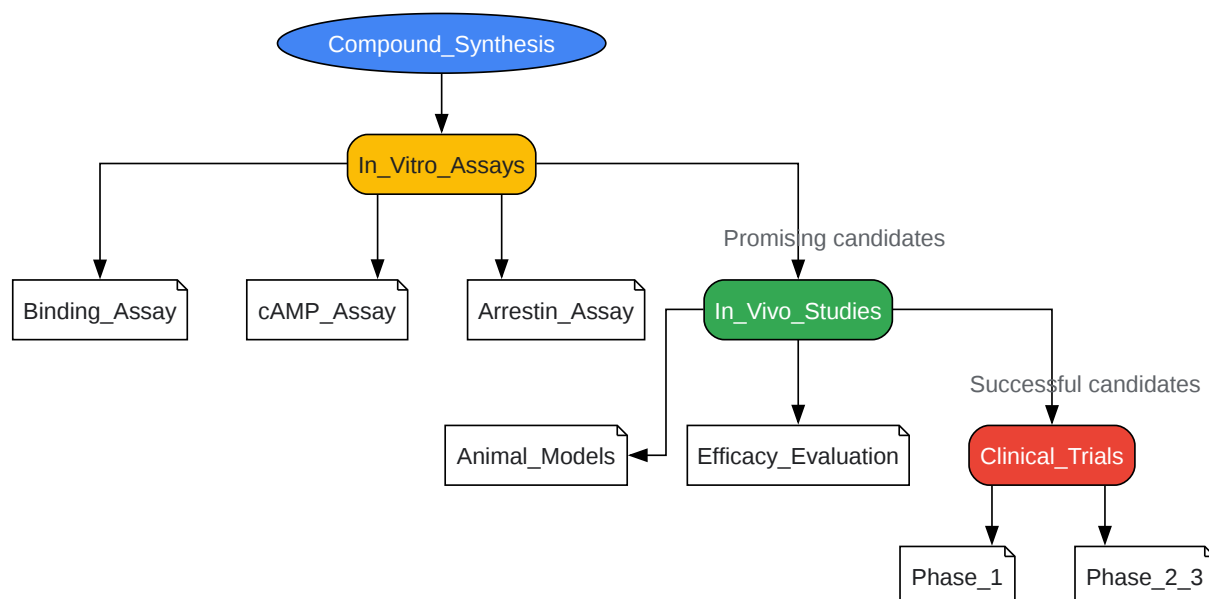 Compound_Synthesis
In_Vitro_Assays
Promising candidates
Binding_Assay
cAMP_Assay
Arrestin_Assay
In_Vivo_Studies
Successful candidates
Animal_Models
Efficacy_Evaluation
Clinical_Trials
Phase_1
Phase_2_3